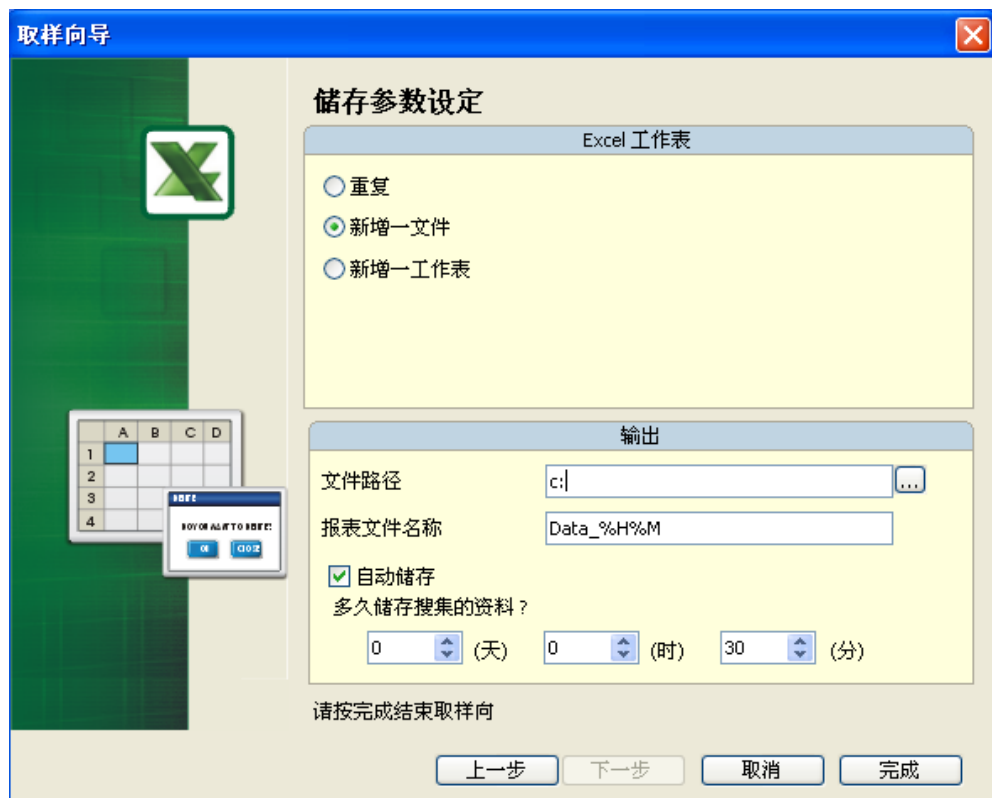 取样向导
储存参数设定
Excel 工作表
重复
新增一文件
新增一工作表
输出
文件路径
c:
...
报表文件名称
Data_%H%M
自动储存
多久储存搜集的资料？
0 (天) 0 (时) 30 (分)
请按完成结束取样向
上一步 下一步 取消 完成
A B C D
1
2
3
4
CLOSE